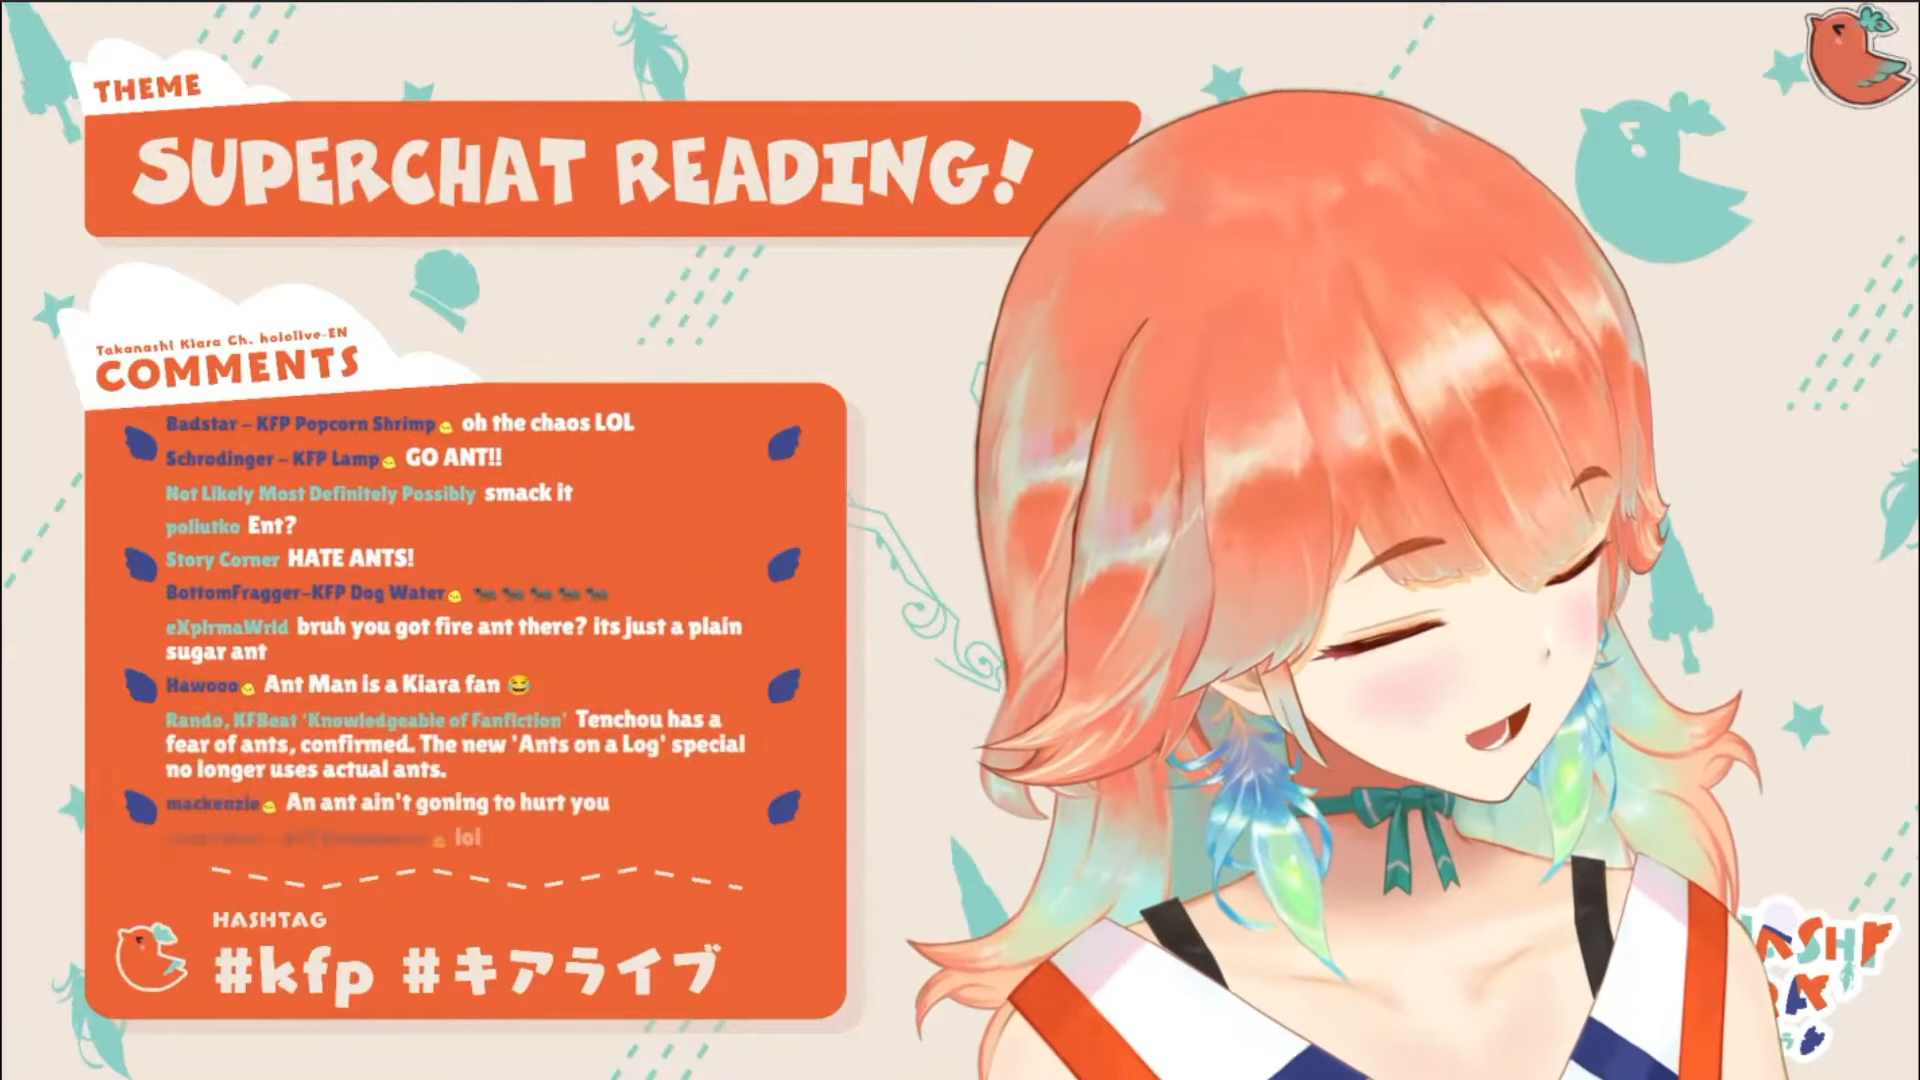 THEME
SUPERCHAT READING!
Takanashi Kiara Ch. hololive-EN
COMMENTS
Badstar - KFP Popcorn Shrimp oh the chaos LOL
Schrodinger - KFP Lamp GO ANT!!
Not Likely Most Definitely Possibly smack it
poliutko Ent?
Story Corner HATE ANTS!
BottomFragger-KFP Dog Water
eXpIrmaWrld bruh you got fire ant there? its just a plain
sugar ant
Hawooo Ant Man is a Kiara fan 😂
Rando, KFBeat 'Knowledgeable of Fanfiction' Tenchou has a
fear of ants, confirmed. The new 'Ants on a Log' special
no longer uses actual ants.
mackenzie An ant ain't goning to hurt you
lol
HASHTAG
#kfp #キアライブ